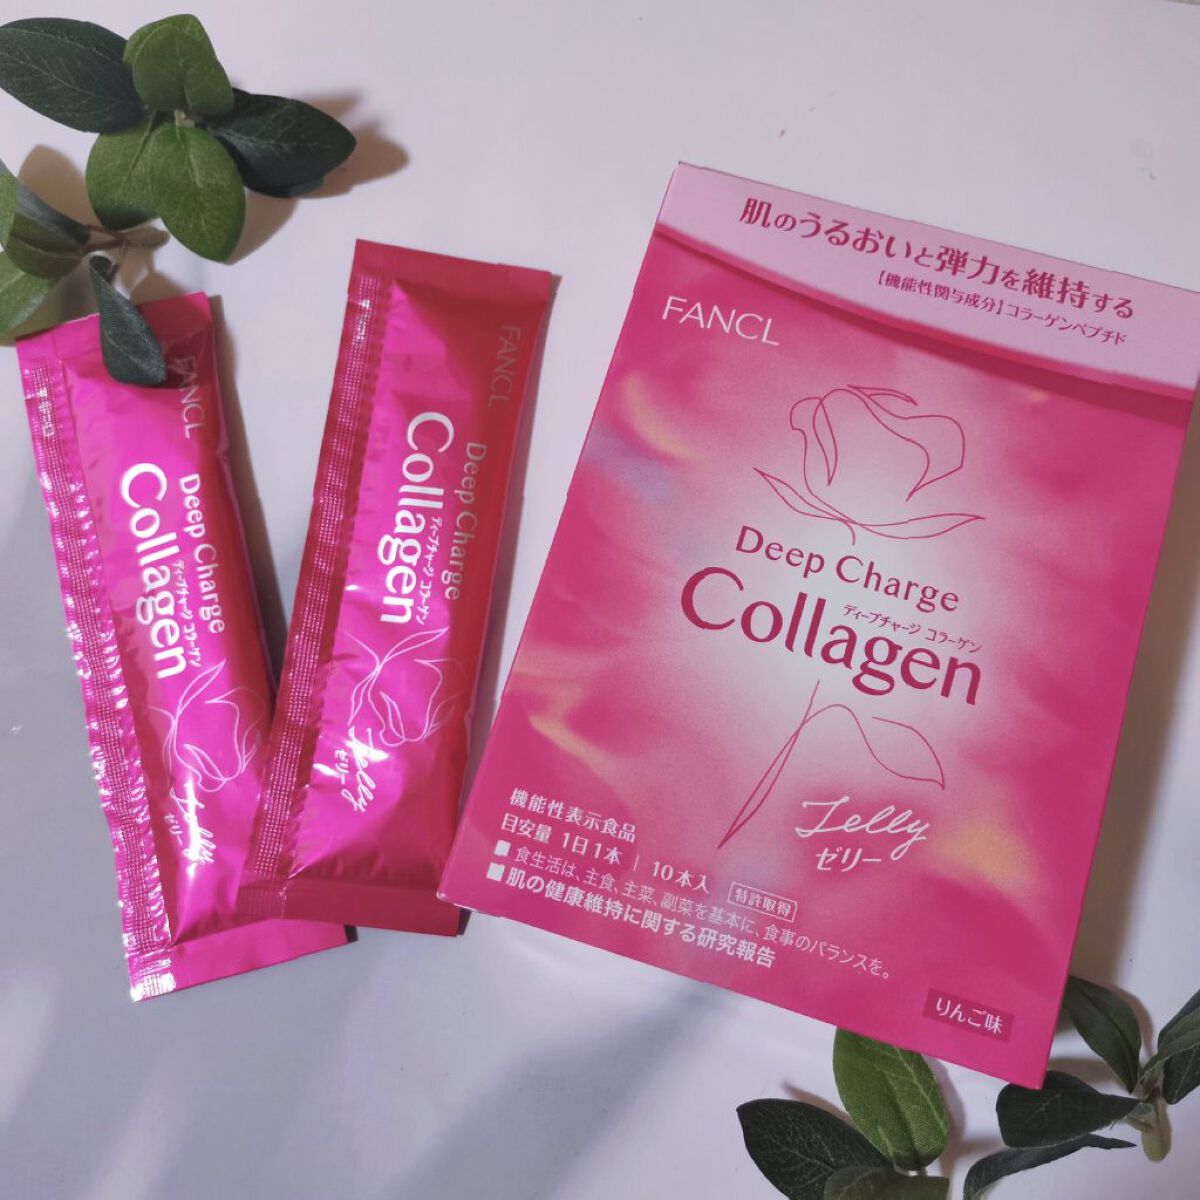 FANCL
Deep Charge
ディープチャージ コラーゲン
Collagen
Jelly
ゼリー
FANCL
Deep Charge
ディープチャージ コラーゲン
Collagen
Jelly
ゼリー
肌のうるおいと弾力を維持する
【機能性関与成分】コラーゲンペプチド
FANCL
Deep Charge
ディープチャージ コラーゲン
Collagen
Jelly
ゼリー
機能性表示食品
目安量 1日1本 | 10本入
特許取得
■ 食生活は、主食、主菜、副菜を基本に、食事のバランスを。
■肌の健康維持に関する研究報告
りんご味